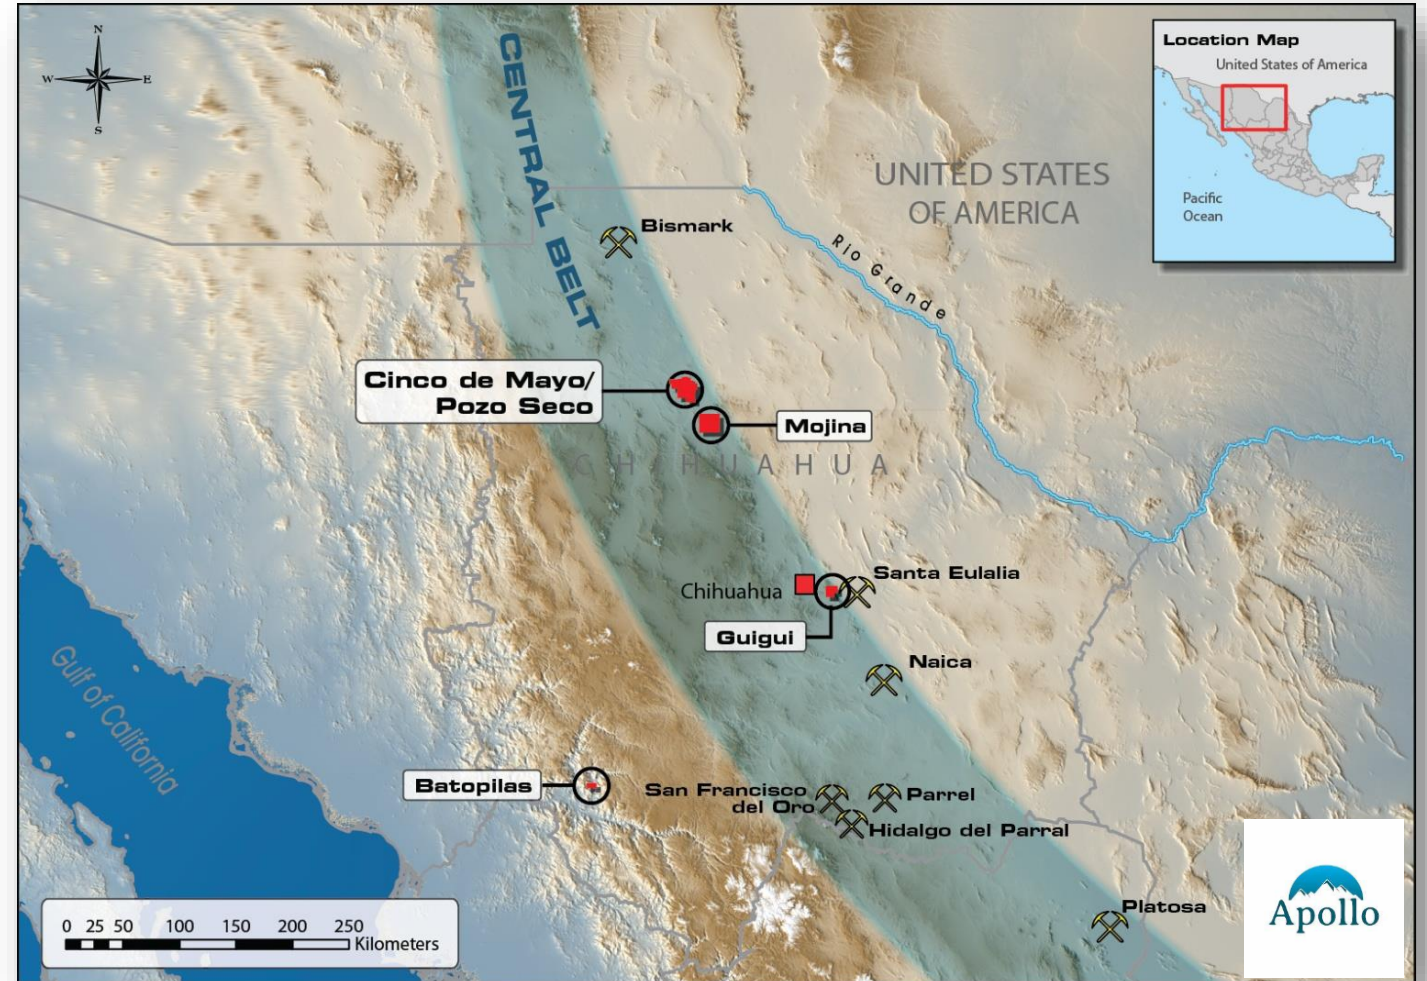 N
W E
S
CENTRAL BELT
Location Map
United States of America
Pacific
Ocean
UNITED STATES
OF AMERICA
Bismark
Rio Grande
Cinco de Mayo/
Pozo Seco
Mojina
CHIHUAHUA
Santa Eulalia
Chihuahua
Guigui
Naica
Gulf of California
Batopilas
San Francisco
del Oro
Parrel
Hidalgo del Parral
Platosa
0 25 50 100 150 200 250
Kilometers
Apollo